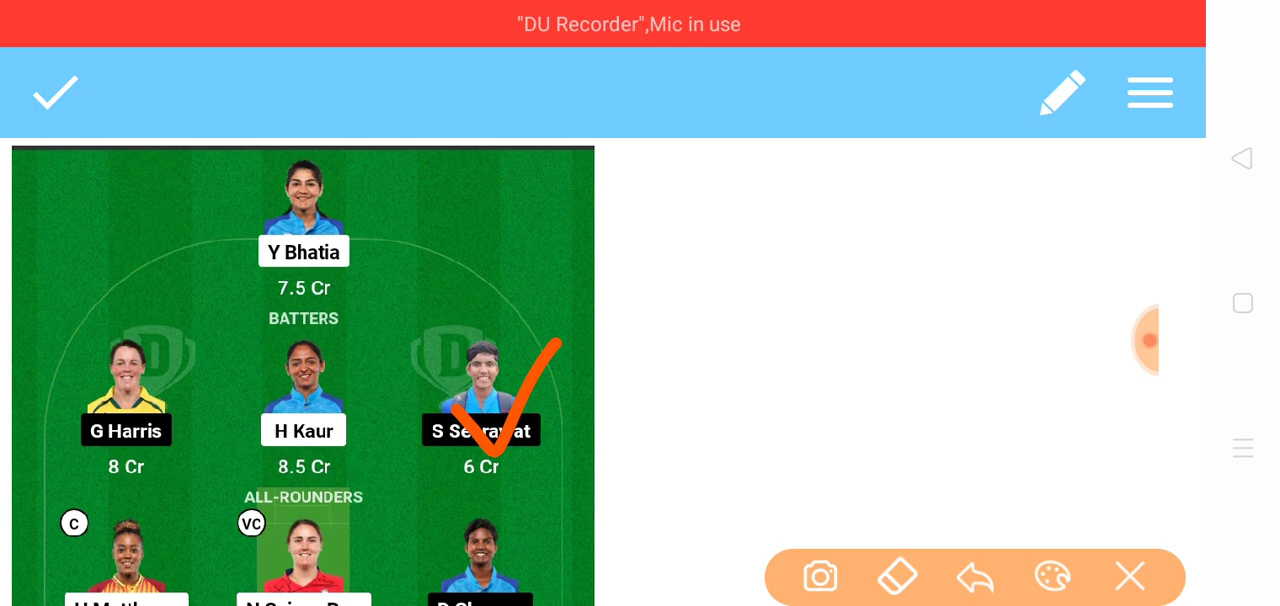 "DU Recorder",Mic in use
Y Bhatia
7.5 Cr
BATTERS
G Harris
H Kaur
8 Cr
8.5 Cr
6 Cr
ALL-ROUNDERS
C
VC